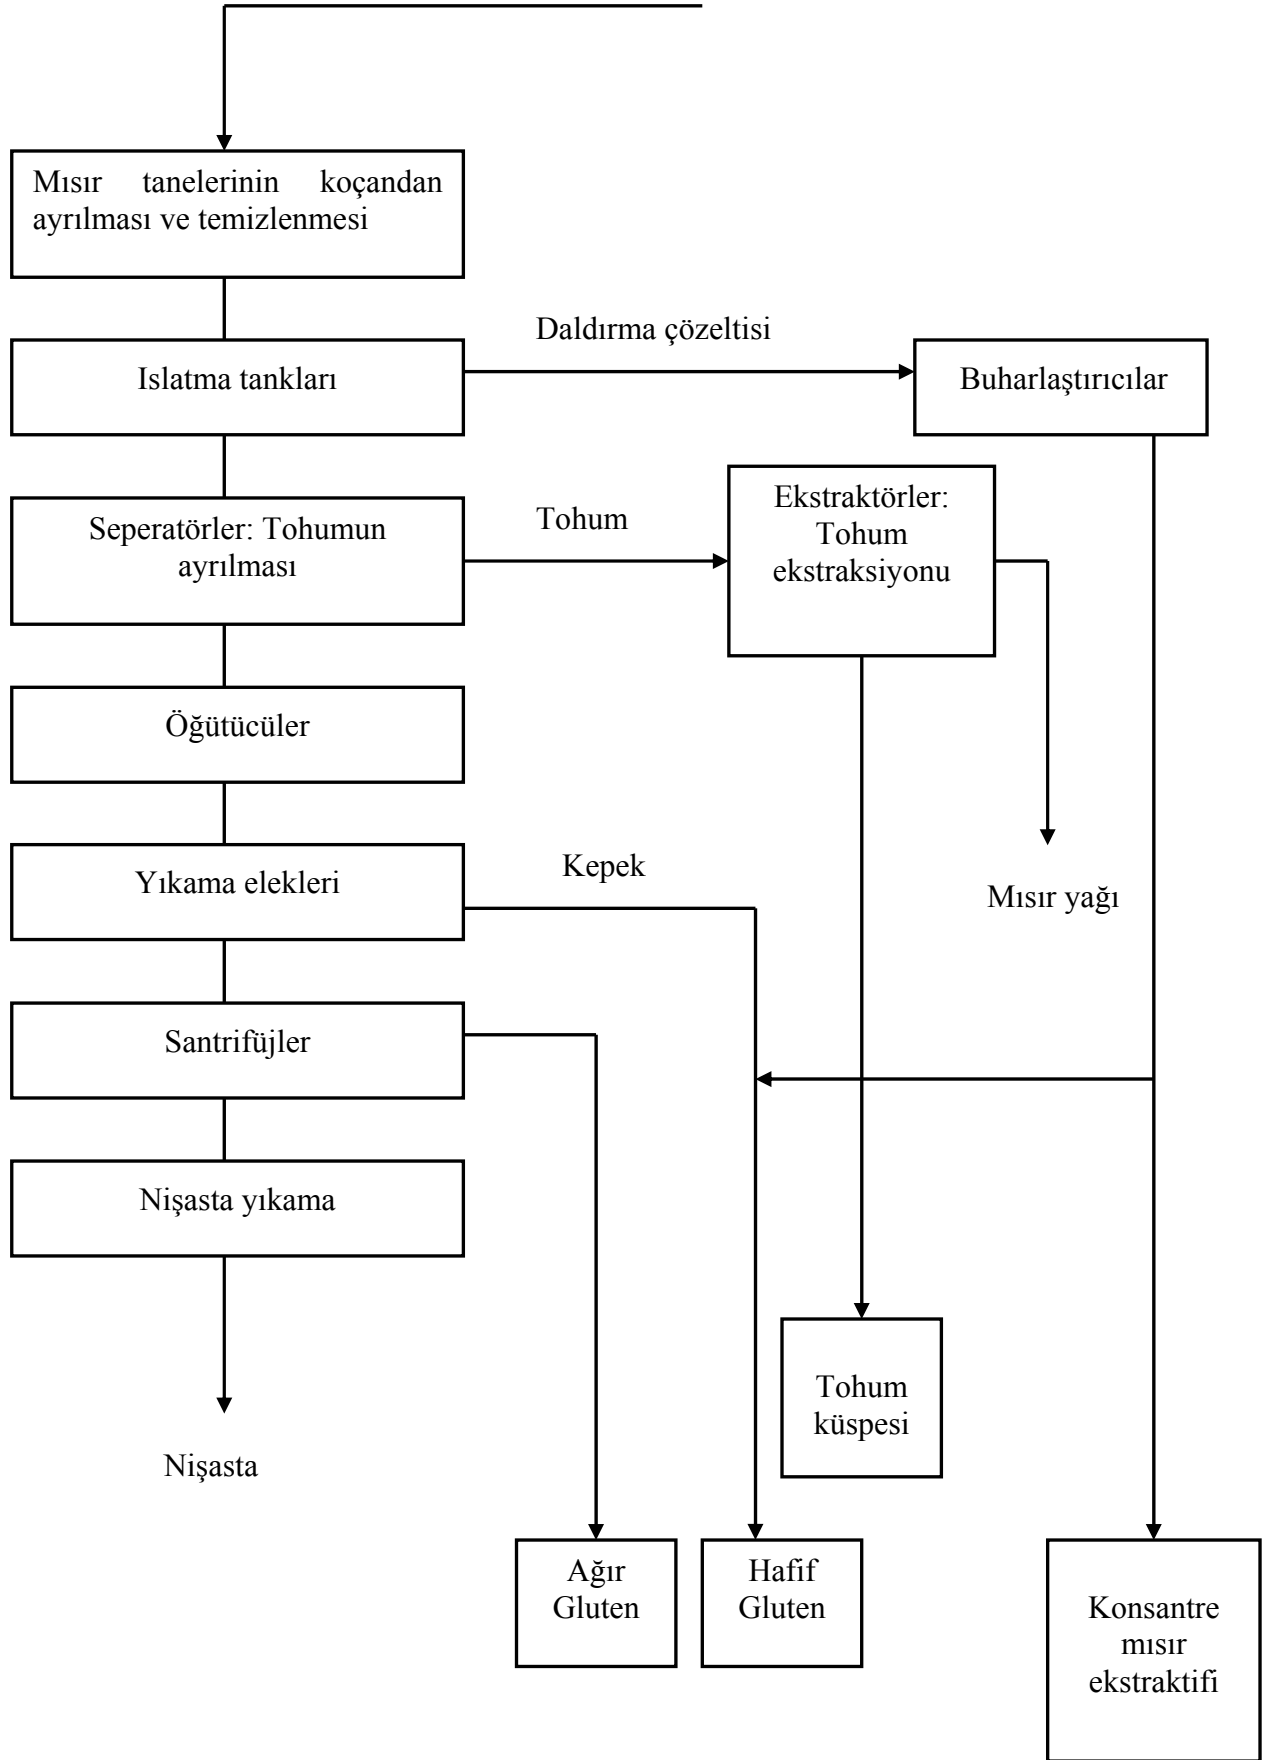 Mısır tanelerinin koçandan
ayrılması ve temizlenmesi
Daldırma çözeltisi
Islatma tankları
Buharlaştırıcılar
Seperatörler: Tohumun
ayrılması
Tohum
Ekstraktörler:
Tohum
ekstraksiyonu
Öğütücüler
Yıkama elekleri
Kepek
Mısır yağı
Santrifüjler
Nişasta yıkama
Tohum
küspesi
Nişasta
Ağır
Gluten
Hafif
Gluten
Konsantre
mısır
ekstraktifi